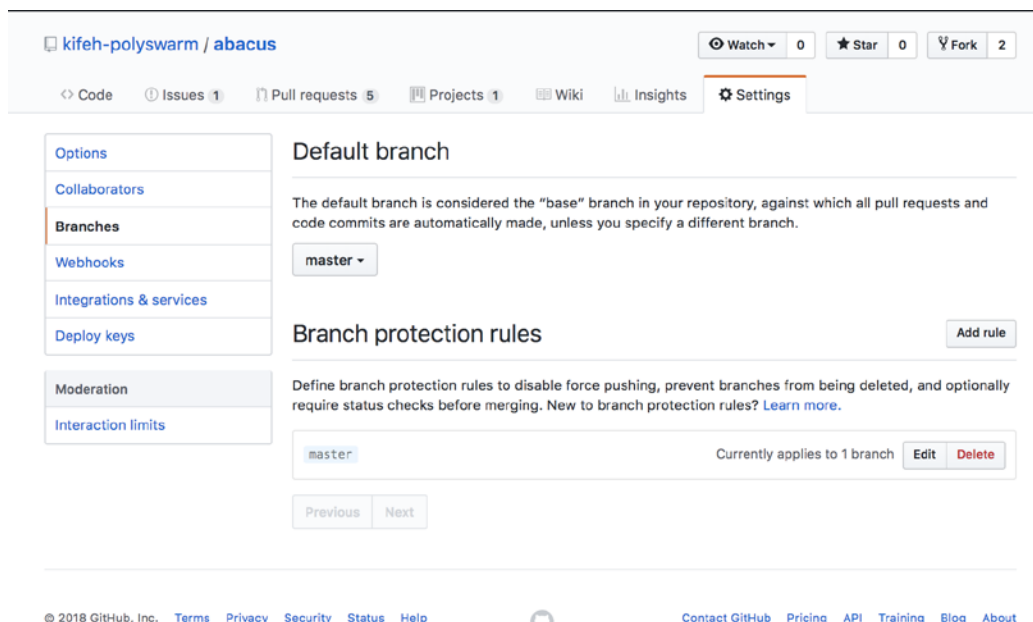 kifeh-polyswarm / abacus
Watch 0 Star 0 Fork 2
Code Issues 1 Pull requests 5 Projects 1 Wiki Insights Settings
Options
Collaborators
Branches
Webhooks
Integrations & services
Deploy keys
Moderation
Interaction limits
Default branch
The default branch is considered the “base” branch in your repository, against which all pull requests and
code commits are automatically made, unless you specify a different branch.
master
Branch protection rules
Add rule
Define branch protection rules to disable force pushing, prevent branches from being deleted, and optionally
require status checks before merging. New to branch protection rules? Learn more.
master Currently applies to 1 branch Edit Delete
Previous Next
© 2018 GitHub, Inc. Terms Privacy Security Status Help Contact GitHub Pricing API Training Blog About